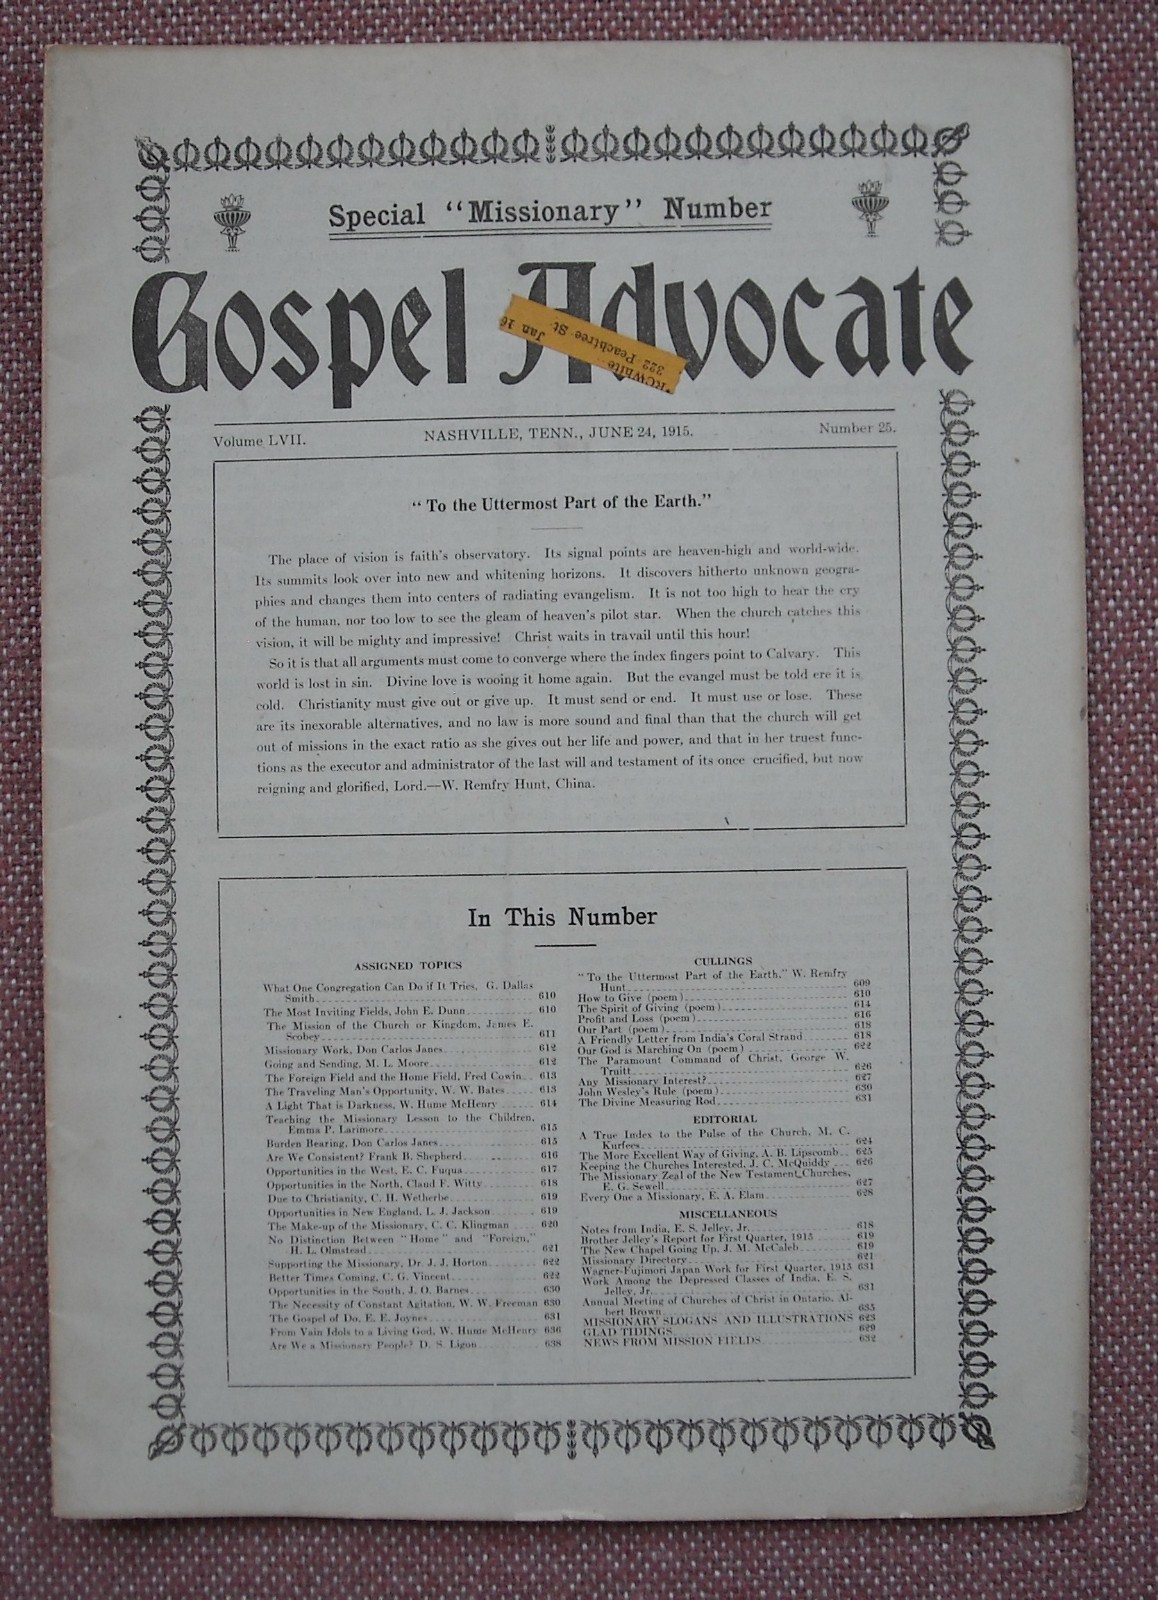 Special "Missionary" Number
Gospel Advocate
*RCWhite
322 Peachtree St.
Jan 16
Volume LVII.
NASHVILLE, TENN., JUNE 24, 1915.
Number 25.
"To the Uttermost Part of the Earth."
The place of vision is faith's observatory. Its signal points are heaven-high and world-wide.
Its summits look over into new and whitening horizons. It discovers hitherto unknown geogra-
phies and changes them into centers of radiating evangelism. It is not too high to hear the cry
of the human, nor too low to see the gleam of heaven's pilot star. When the church catches this
vision, it will be mighty and impressive! Christ waits in travail until this hour!
So it is that all arguments must come to converge where the index fingers point to Calvary. This
world is lost in sin. Divine love is wooing it home again. But the evangel must be told ere it is
cold. Christianity must give out or give up. It must send or end. It must use or lose. These
are its inexorable alternatives, and no law is more sound and final than that the church will get
out of missions in the exact ratio as she gives out her life and power, and that in her truest func-
tions as the executor and administrator of the last will and testament of its once crucified, but now
reigning and glorified, Lord.—W. Remfry Hunt, China.
In This Number
ASSIGNED TOPICS
What One Congregation Can Do if It Tries, G. Dallas
Smith 610
The Most Inviting Fields, John E. Dunn 610
The Mission of the Church or Kingdom, James E.
Scobey 611
Missionary Work, Don Carlos Janes 612
Going and Sending, M. L. Moore 612
The Foreign Field and the Home Field, Fred Cowin 613
The Traveling Man's Opportunity, W. W. Bates 613
A Light That is Darkness, W. Hume McHenry 614
Teaching the Missionary Lesson to the Children,
Emma P. Larimore 615
Burden Bearing, Don Carlos Janes 615
Are We Consistent? Frank B. Shepherd 616
Opportunities in the West, E. C. Fuqua 617
Opportunities in the North, Claud F. Witty 618
Due to Christianity, C. H. Wetherbe 619
Opportunities in New England, L. J. Jackson 619
The Make-up of the Missionary, C. C. Klingman 620
No Distinction Between "Home" and "Foreign,"
H. L. Olmstead 621
Supporting the Missionary, Dr. J. J. Horton 622
Better Times Coming, C. G. Vincent 622
Opportunities in the South, J. O. Barnes 630
The Necessity of Constant Agitation, W. W. Freeman 630
The Gospel of Do, E. E. Joynes 631
From Vain Idols to a Living God, W. Hume McHenry 636
Are We a Missionary People? D. S. Ligon 638
CULLINGS
"To the Uttermost Part of the Earth," W. Remfry
Hunt 609
How to Give (poem) 610
The Spirit of Giving (poem) 614
Profit and Loss (poem) 616
Our Part (poem) 618
A Friendly Letter from India's Coral Strand 618
Our God is Marching On (poem) 622
The Paramount Command of Christ, George W.
Truitt 626
Any Missionary Interest? 627
John Wesley's Rule (poem) 630
The Divine Measuring Rod 631
EDITORIAL
A True Index to the Pulse of the Church, M. C.
Kurfees 624
The More Excellent Way of Giving, A. B. Lipscomb 625
Keeping the Churches Interested, J. C. McQuiddy 626
The Missionary Zeal of the New Testament Churches,
E. G. Sewell 627
Every One a Missionary, E. A. Elam 628
MISCELLANEOUS
Notes from India, E. S. Jelley, Jr. 618
Brother Jelley's Report for First Quarter, 1915 619
The New Chapel Going Up, J. M. McCaleb 619
Missionary Directory 621
Wagner-Fujimori Japan Work for First Quarter, 1915 631
Work Among the Depressed Classes of India, E. S.
Jelley, Jr. 631
Annual Meeting of Churches of Christ in Ontario, Al-
bert Brown 635
MISSIONARY SLOGANS AND ILLUSTRATIONS 623
GLAD TIDINGS 629
NEWS FROM MISSION FIELDS 632